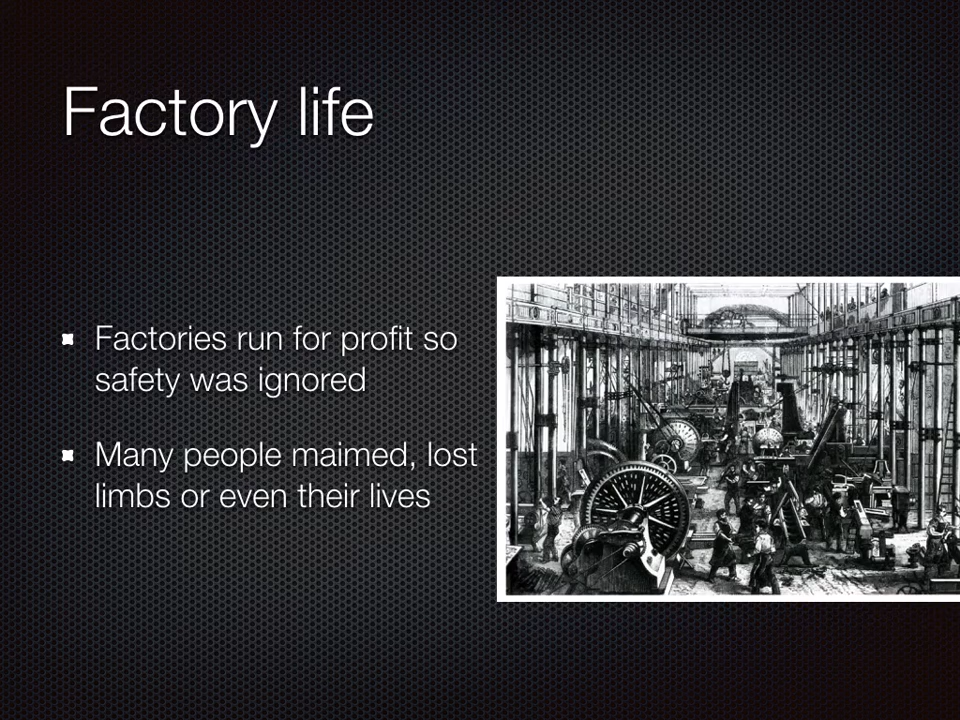 Factory life
Factories run for profit so
safety was ignored
Many people maimed, lost
limbs or even their lives